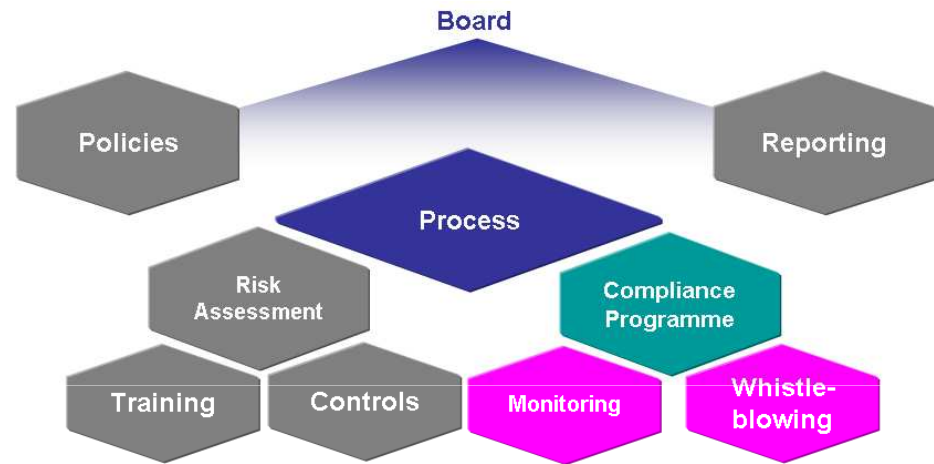 Board
Policies
Reporting
Process
Risk
Assessment
Compliance
Programme
Training
Controls
Monitoring
Whistle-
blowing